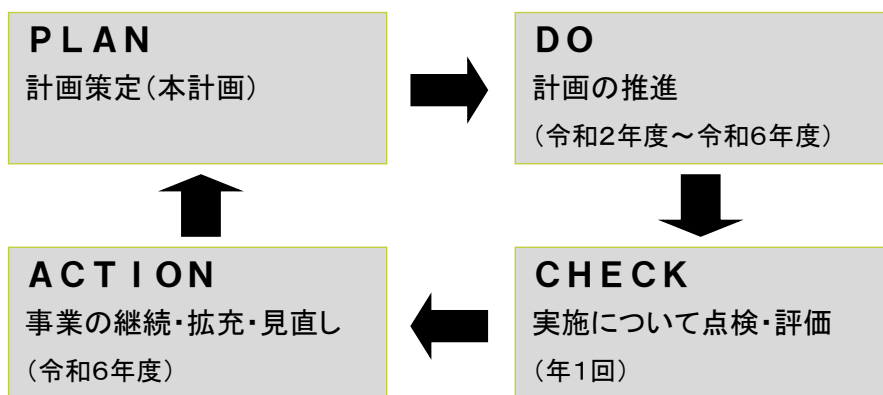 PLAN
計画策定（本計画）
DO
計画の推進
（令和2年度～令和6年度）
ACTION
事業の継続・拡充・見直し
（令和6年度）
CHECK
実施について点検・評価
（年1回）